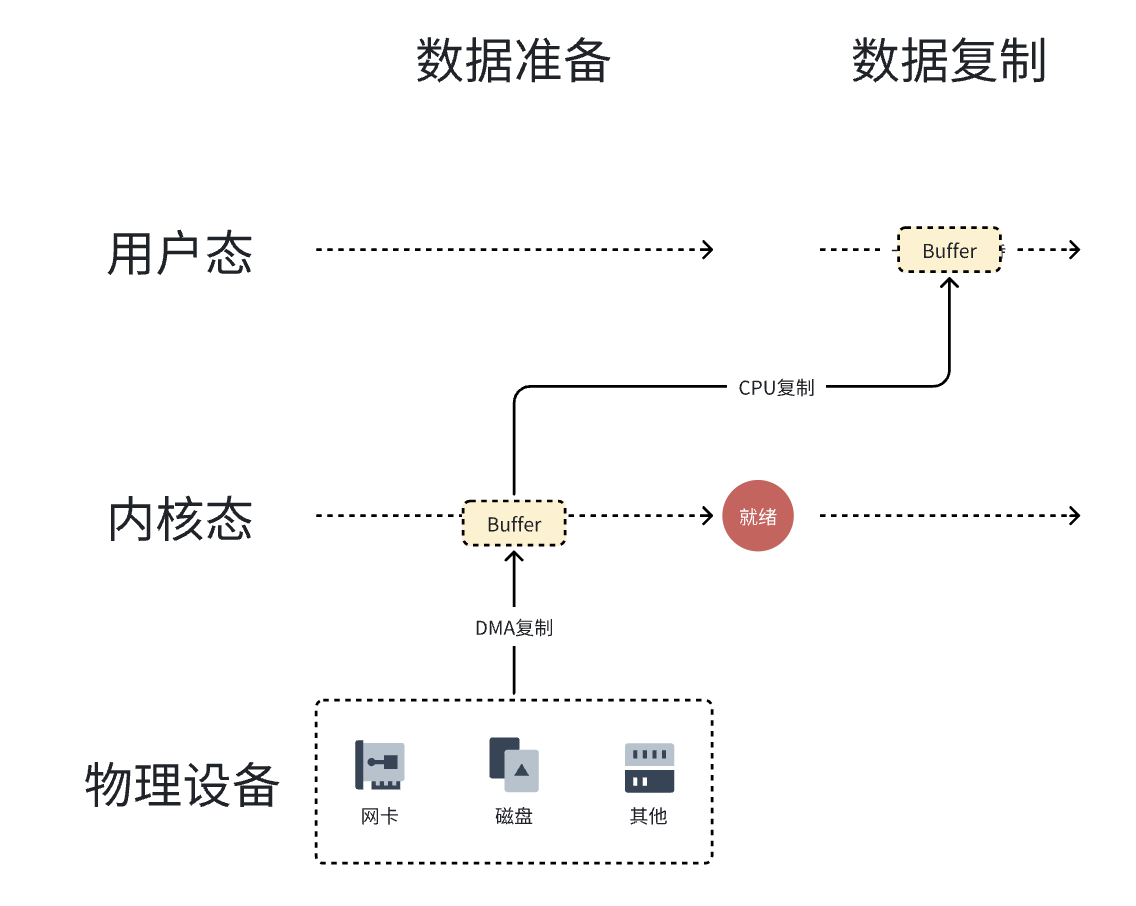 数据准备
数据复制
用户态
Buffer
CPU复制
内核态
Buffer
就绪
DMA复制
物理设备
网卡
磁盘
其他